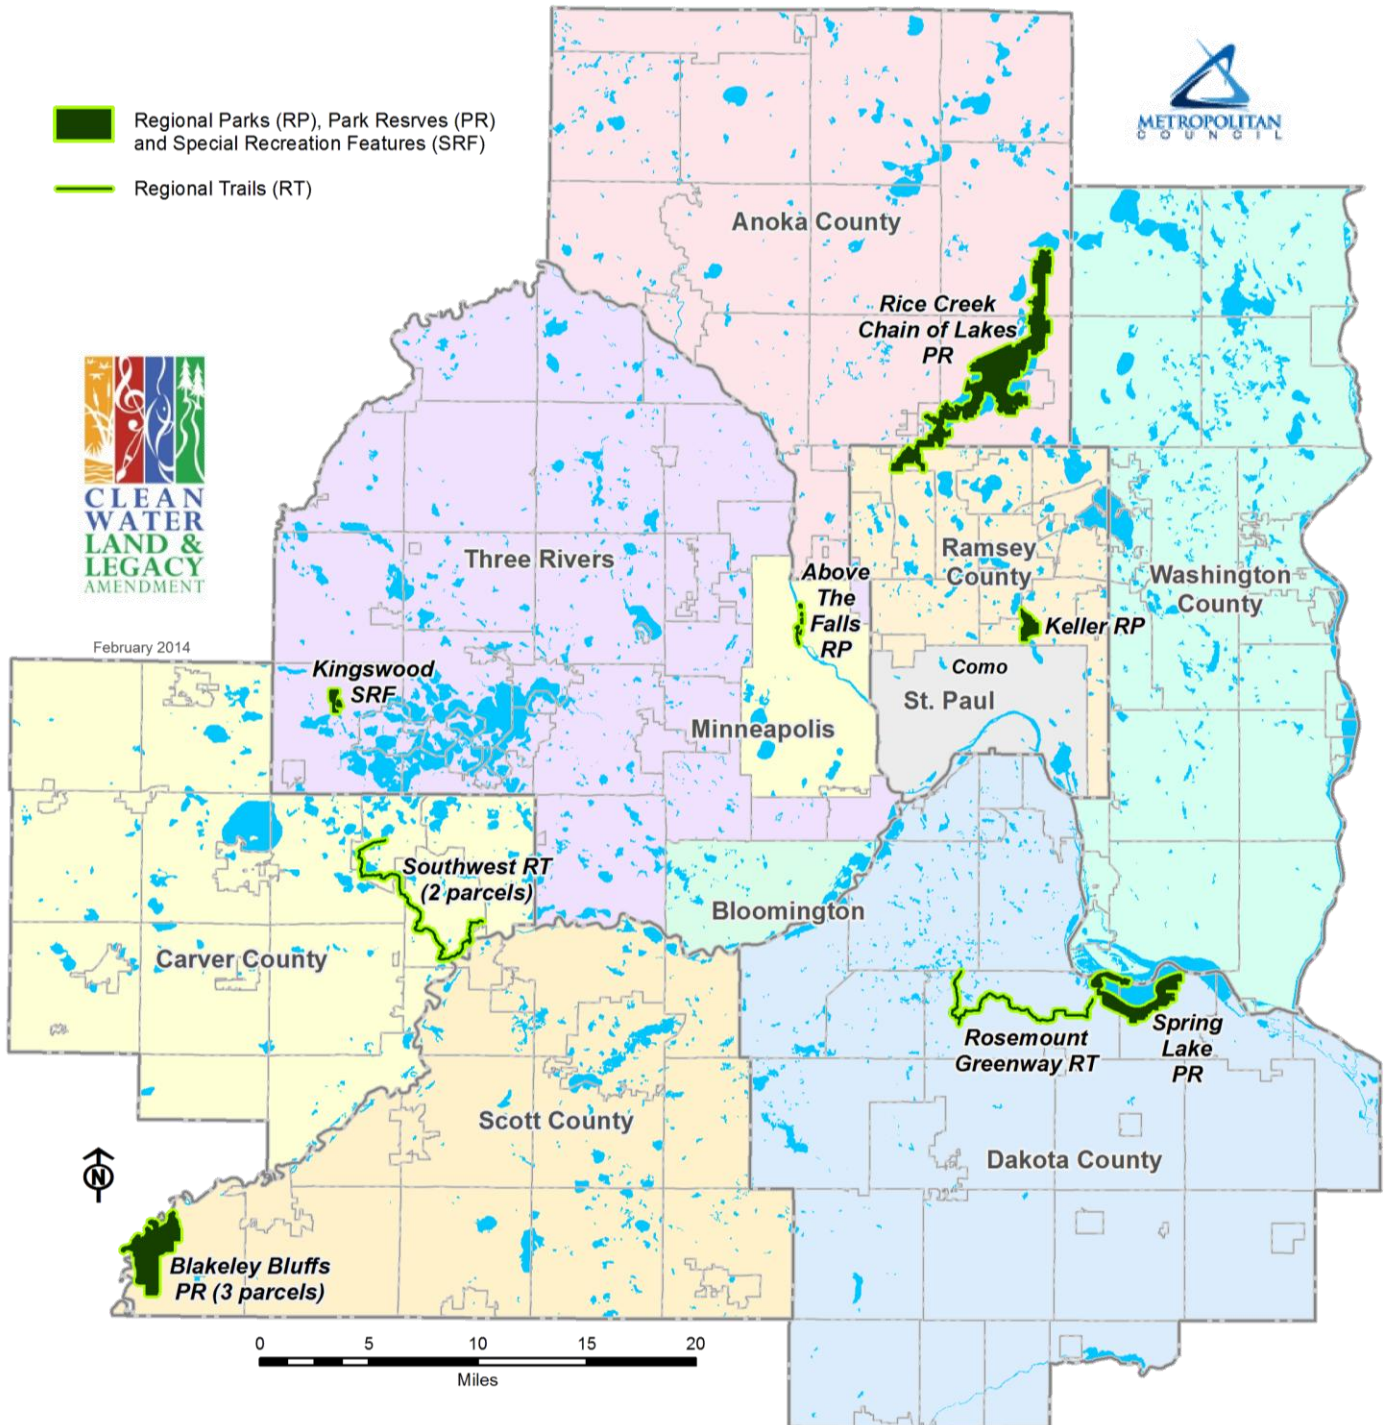 Regional Parks (RP), Park Resrves (PR)
and Special Recreation Features (SRF)
Regional Trails (RT)
METROPOLITAN
COUNCIL
CLEAN
WATER
LAND &
LEGACY
AMENDMENT
February 2014
Anoka County
Rice Creek
Chain of Lakes
PR
Three Rivers
Above
The
Falls
RP
Ramsey
County
Washington
County
Keller RP
Kingswood
SRF
Como
St. Paul
Minneapolis
Southwest RT
(2 parcels)
Bloomington
Carver County
Rosemount
Greenway RT
Spring
Lake
PR
Scott County
Dakota County
N
Blakeley Bluffs
PR (3 parcels)
0 5 10 15 20
Miles